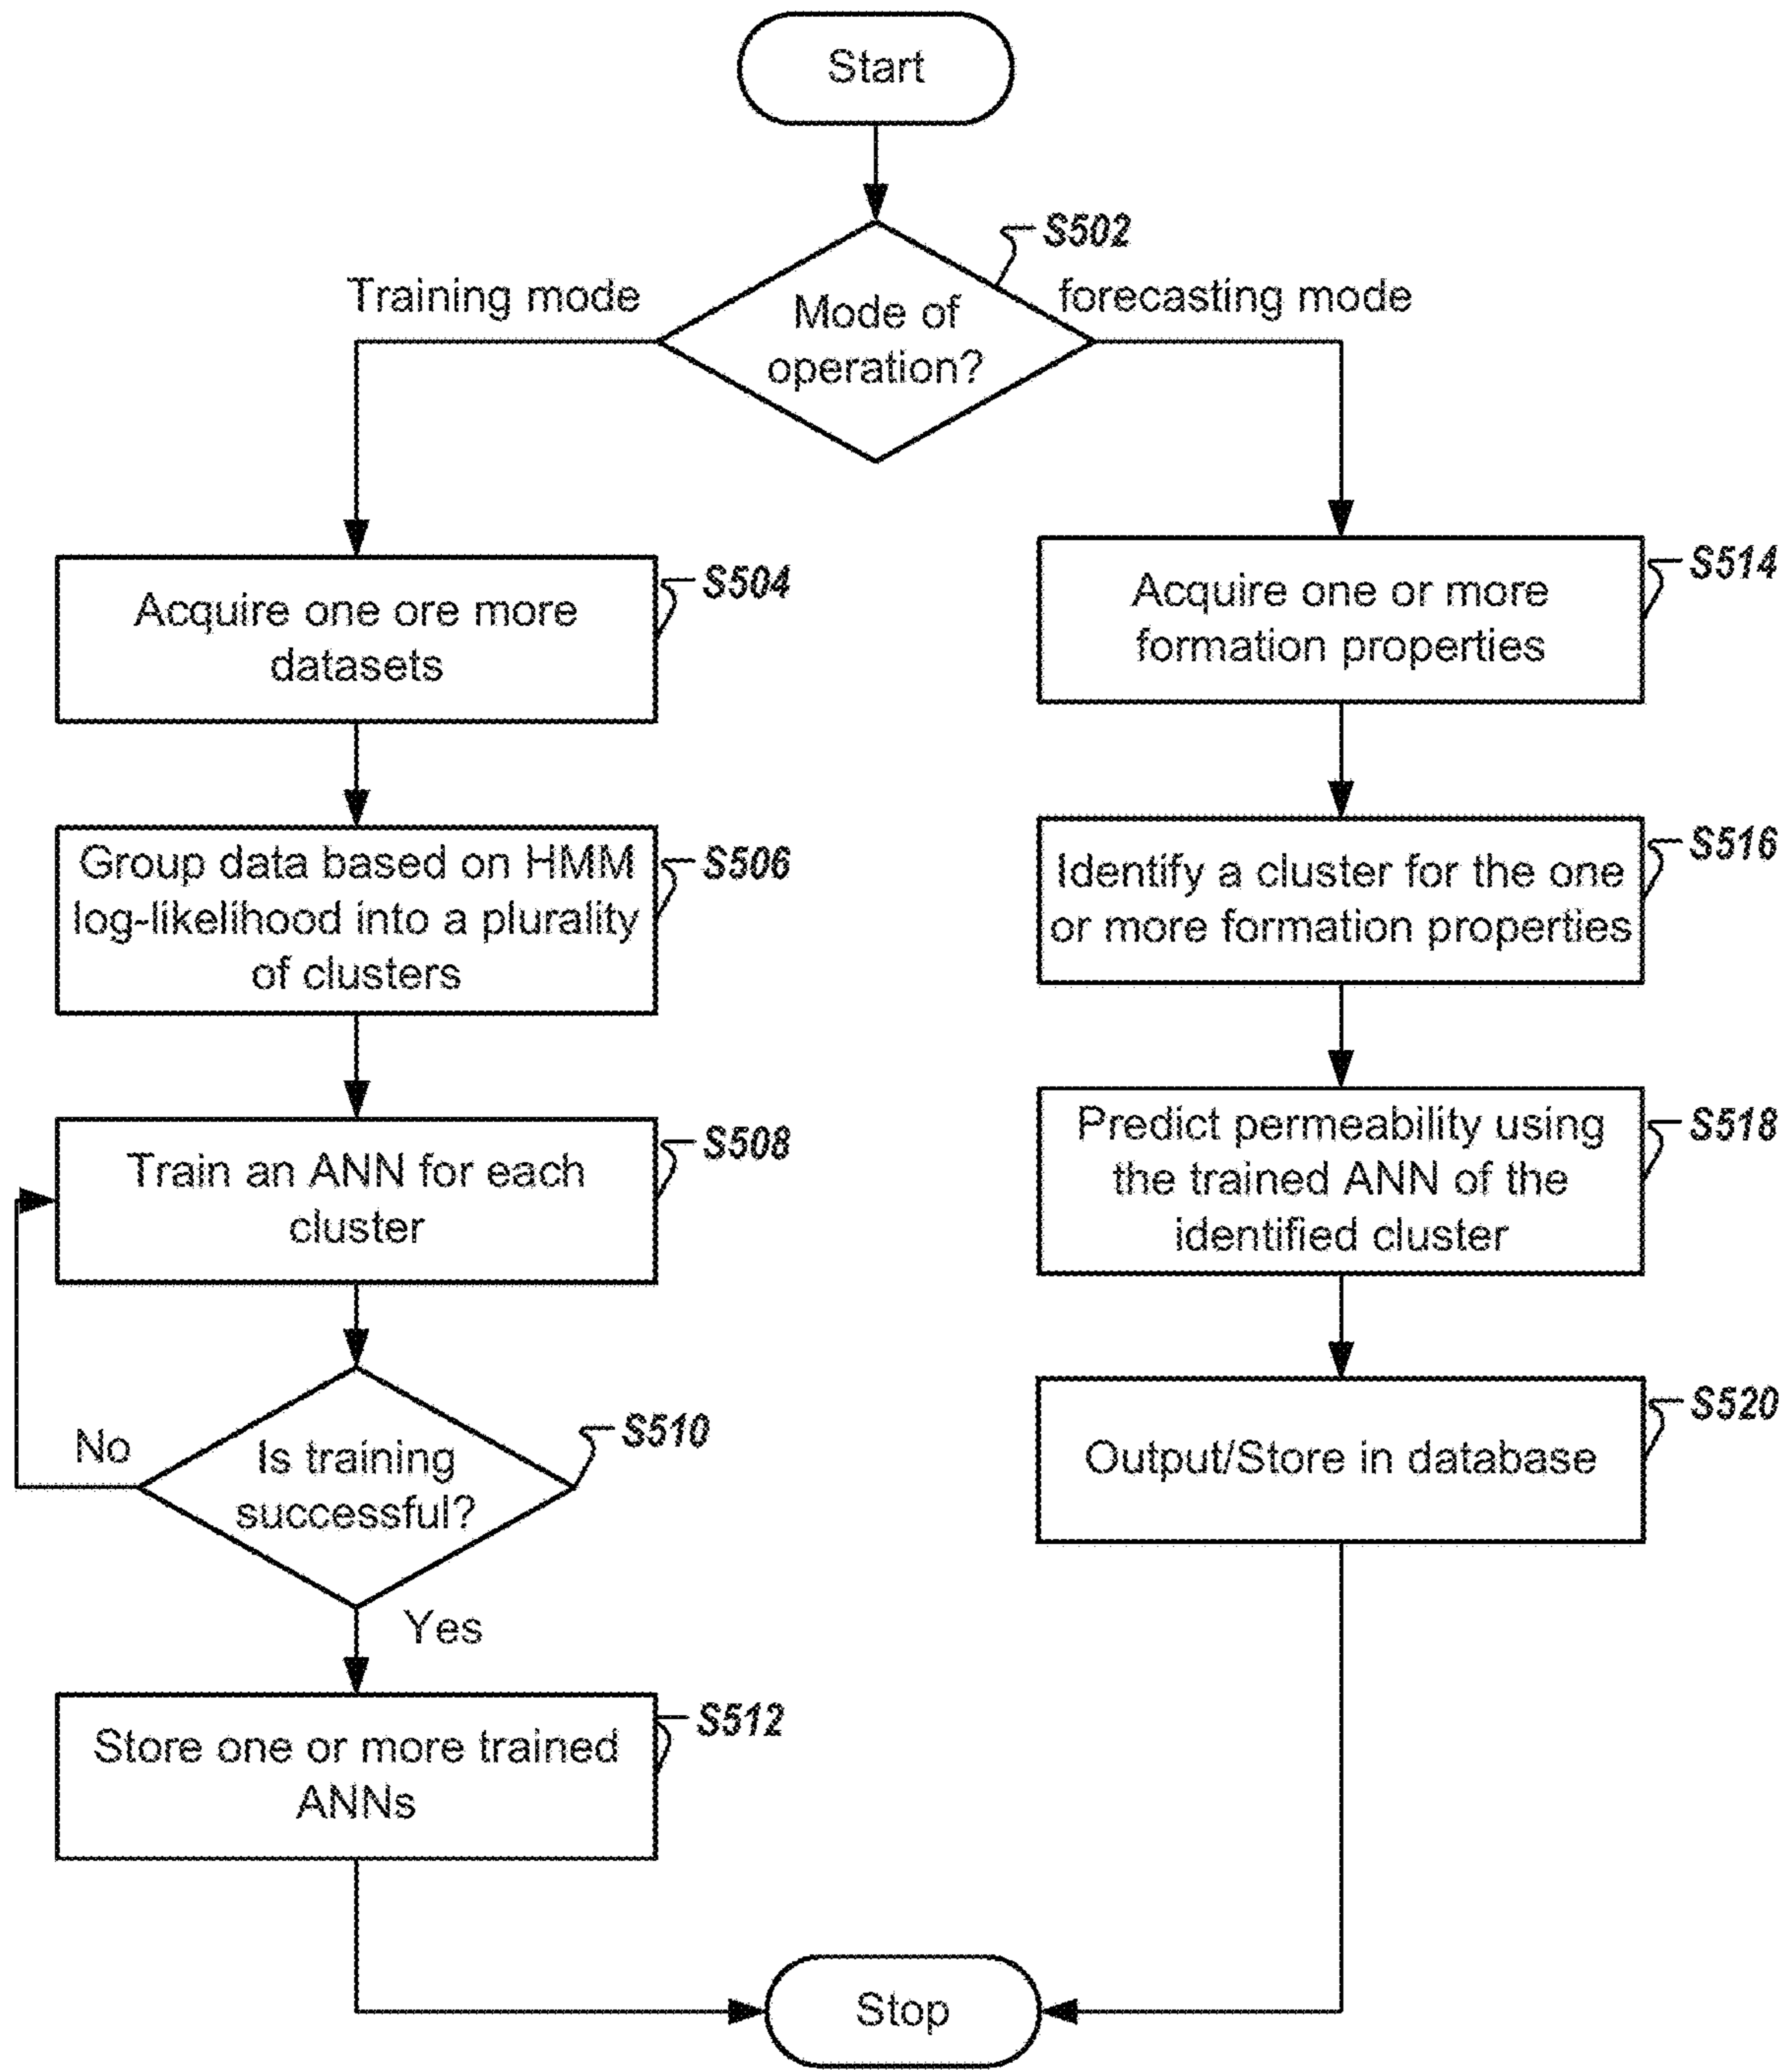 Start
S502
Training mode
forecasting mode
Mode of
operation?
S504
Acquire one ore more
datasets
S506
Group data based on HMM
log-likelihood into a plurality
of clusters
S508
Train an ANN for each
cluster
S510
No
Is training
successful?
Yes
S512
Store one or more trained
ANNs
S514
Acquire one or more
formation properties
S516
Identify a cluster for the one
or more formation properties
S518
Predict permeability using
the trained ANN of the
identified cluster
S520
Output/Store in database
Stop